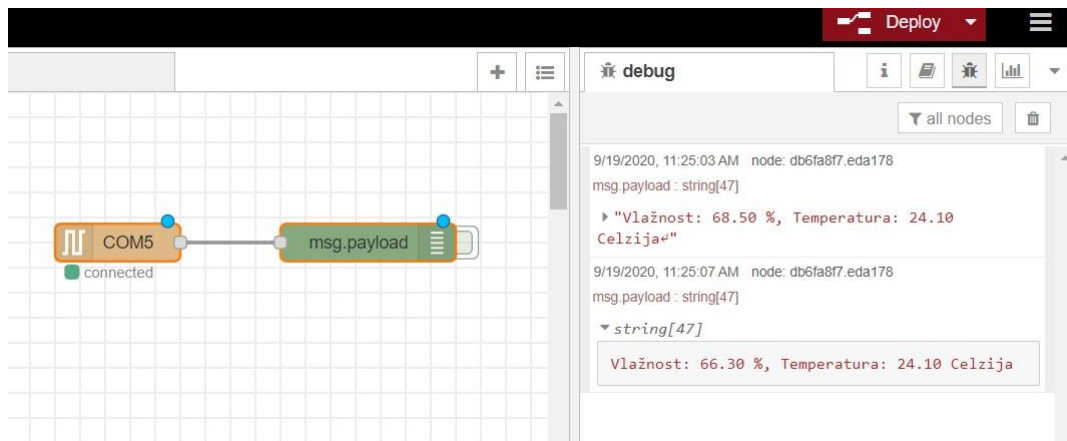 Deploy
debug
i
all nodes
COM5
connected
msg.payload
9/19/2020, 11:25:03 AM node: db6fa8f7.eda178
msg.payload : string[47]
"Vlažnost: 68.50 %, Temperatura: 24.10
Celzija↵"
9/19/2020, 11:25:07 AM node: db6fa8f7.eda178
msg.payload : string[47]
string[47]
Vlažnost: 66.30 %, Temperatura: 24.10 Celzija